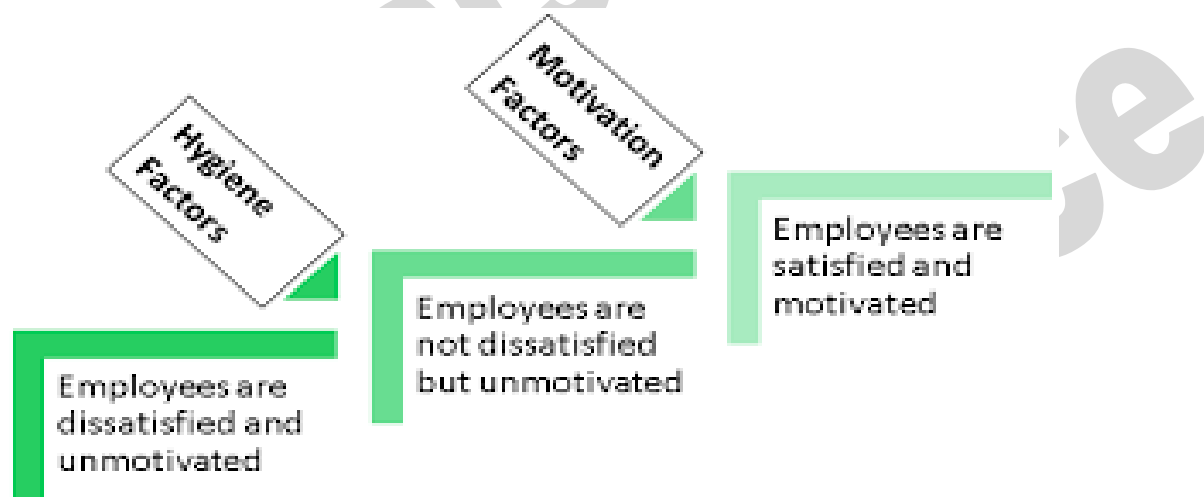 Motivation
Factors
Hygiene
Factors
Employees are
satisfied and
motivated
Employees are
not dissatisfied
but unmotivated
Employees are
dissatisfied and
unmotivated